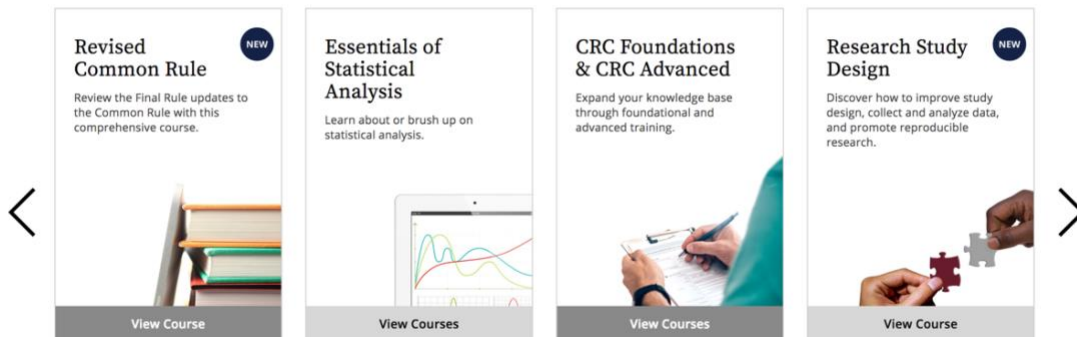 Revised
Common Rule
NEW
Review the Final Rule updates to
the Common Rule with this
comprehensive course.
View Course
Essentials of
Statistical
Analysis
Learn about or brush up on
statistical analysis.
View Courses
CRC Foundations
& CRC Advanced
Expand your knowledge base
through foundational and
advanced training.
View Courses
Research Study
Design
NEW
Discover how to improve study
design, collect and analyze data,
and promote reproducible
research.
View Course